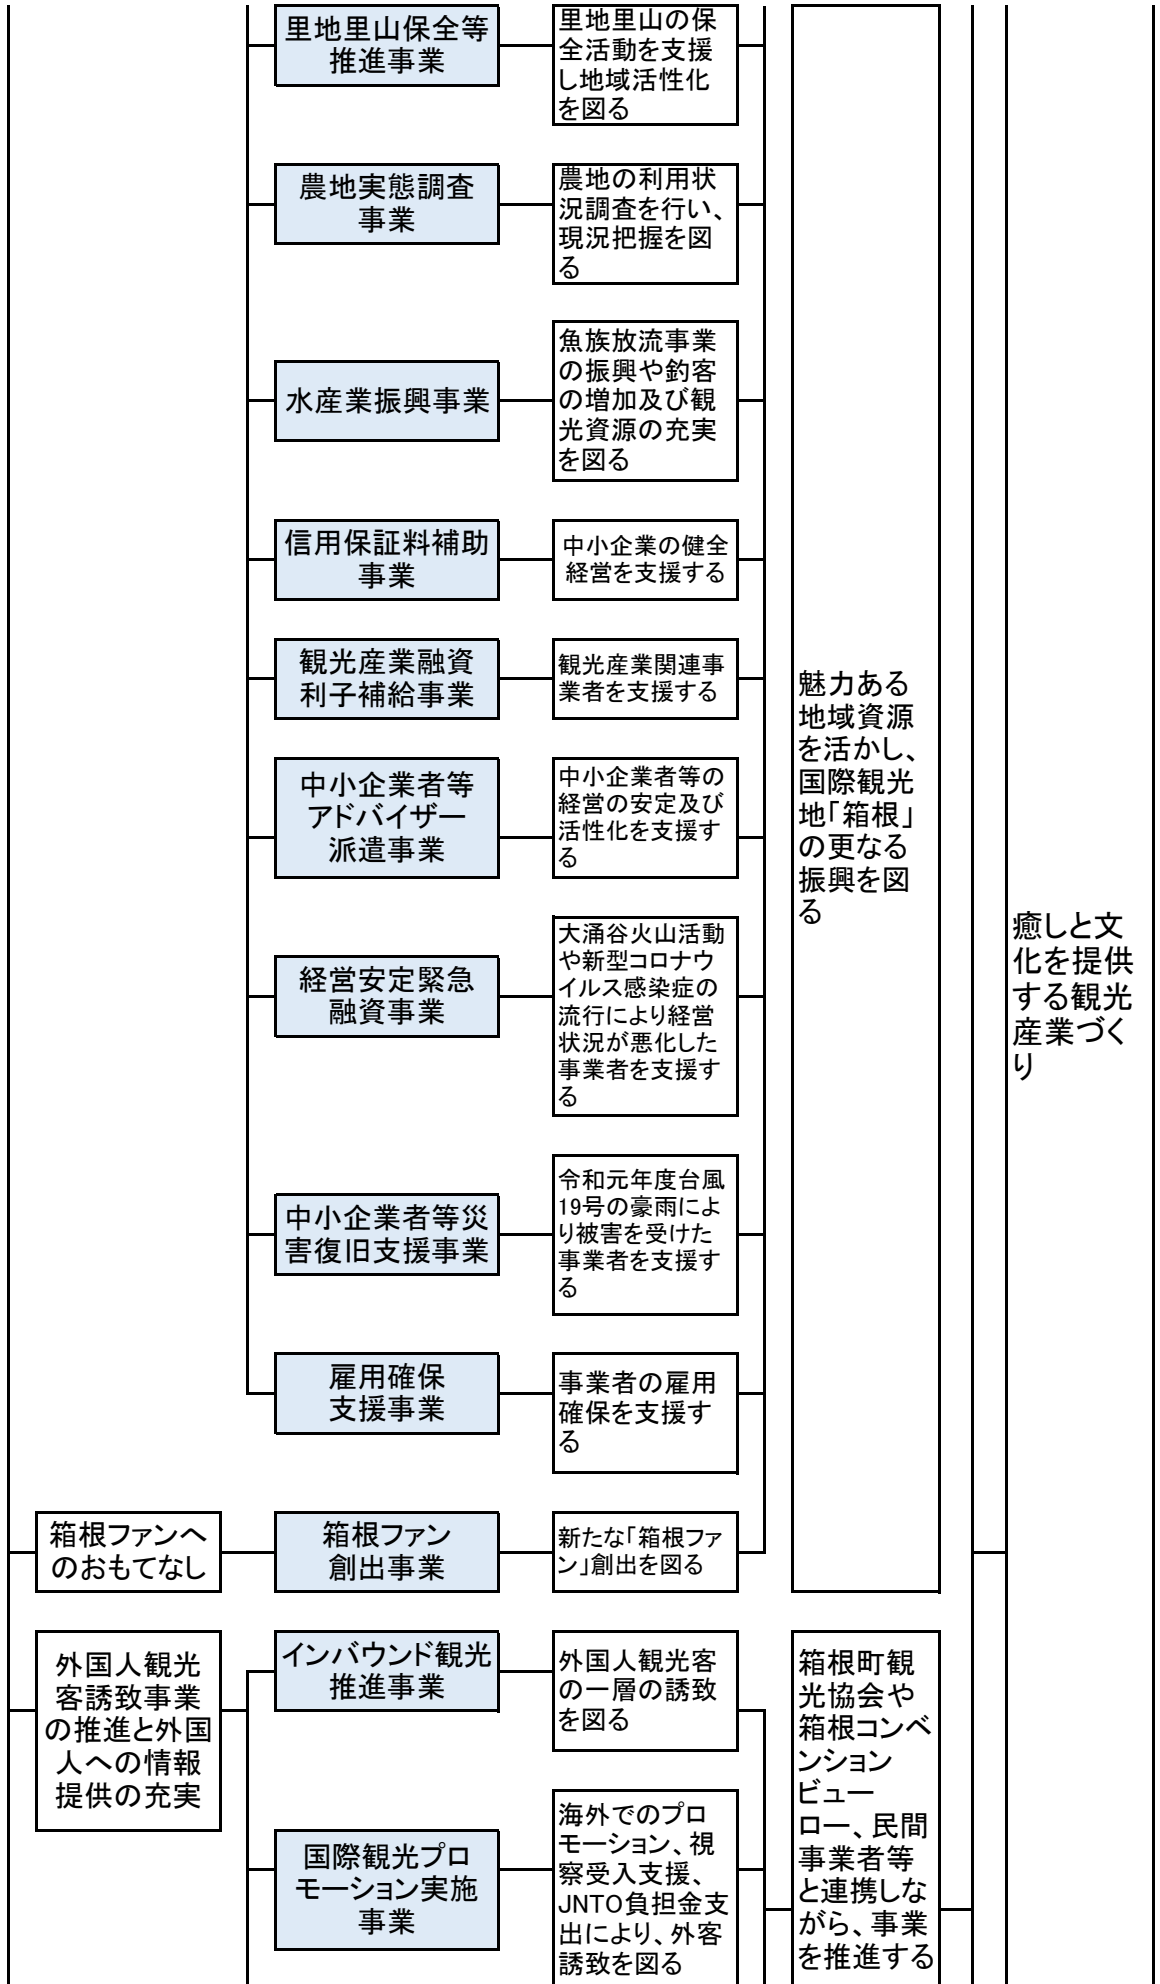 里地里山保全等
推進事業
里地里山の保
全活動を支援
し地域活性化
を図る
農地実態調査
事業
農地の利用状
況調査を行い、
現況把握を図
る
水産業振興事業
魚族放流事業
の振興や釣客
の増加及び観
光資源の充実
を図る
信用保証料補助
事業
中小企業の健全
経営を支援する
観光産業融資
利子補給事業
観光産業関連事
業者を支援する
中小企業者等
アドバイザー
派遣事業
中小企業者等の
経営の安定及び
活性化を支援す
る
経営安定緊急
融資事業
大涌谷火山活動
や新型コロナウ
イルス感染症の
流行により経営
状況が悪化した
事業者を支援す
る
中小企業者等災
害復旧支援事業
令和元年度台風
19号の豪雨によ
り被害を受けた
事業者を支援す
る
雇用確保
支援事業
事業者の雇用
確保を支援す
る
箱根ファンへ
のおもてなし
箱根ファン
創出事業
新たな「箱根ファ
ン」創出を図る
魅力ある
地域資源
を活かし、
国際観光
地「箱根」
の更なる
振興を図
る
外国人観光
客誘致事業
の推進と外国
人への情報
提供の充実
インバウンド観光
推進事業
外国人観光客
の一層の誘致
を図る
国際観光プロ
モーション実施
事業
海外でのプロ
モーション、視
察受入支援、
JNTO負担金支
出により、外客
誘致を図る
箱根町観
光協会や
箱根コンベ
ンション
ビュー
ロー、民間
事業者等
と連携しな
がら、事業
を推進する
癒しと文
化を提供
する観光
産業づく
り